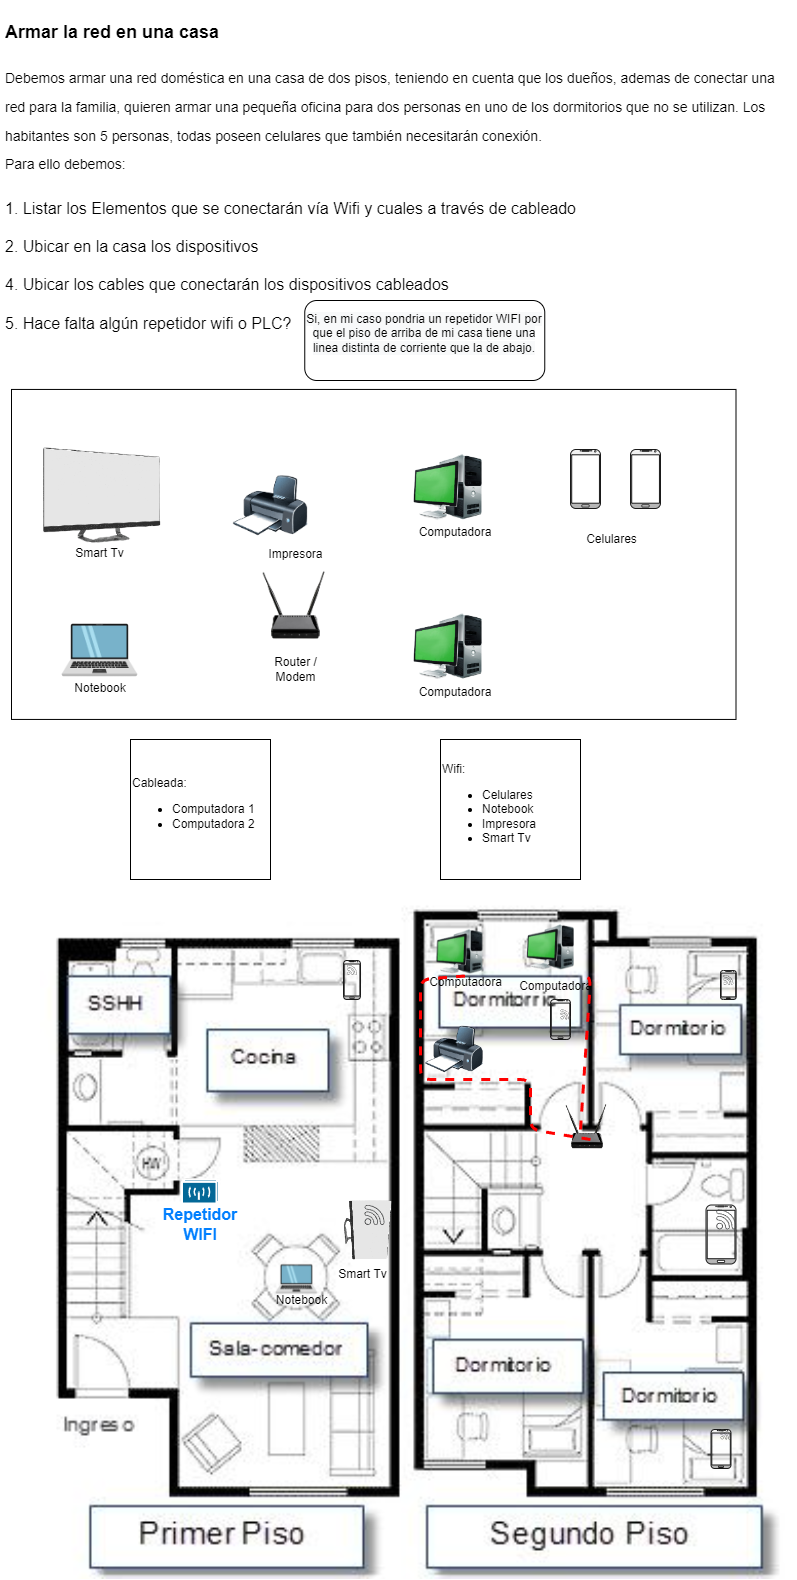 Armar la red en una casa
Debemos armar una red doméstica en una casa de dos pisos, teniendo en cuenta que los dueños, ademas de conectar una
red para la familia, quieren armar una pequeña oficina para dos personas en uno de los dormitorios que no se utilizan. Los
habitantes son 5 personas, todas poseen celulares que también necesitarán conexión.
Para ello debemos:
1. Listar los Elementos que se conectarán vía Wifi y cuales a través de cableado
2. Ubicar en la casa los dispositivos
4. Ubicar los cables que conectarán los dispositivos cableados
5. Hace falta algún repetidor wifi o PLC?
Si, en mi caso pondria un repetidor WIFI por
que el piso de arriba de mi casa tiene una
linea distinta de corriente que la de abajo.
Smart Tv
Impresora
Computadora
Celulares
Notebook
Router /
Modem
Computadora
Cableada:
• Computadora 1
• Computadora 2
Wifi:
• Celulares
• Notebook
• Impresora
• Smart Tv
SSHH
Cocina
HW
Repetidor
WIFI
Smart Tv
Notebook
Sala-comedor
Ingreso
Primer Piso
Computadora
Computadora
Dormitorrio
Dormitorio
Dormitorio
Dormitorio
Segundo Piso